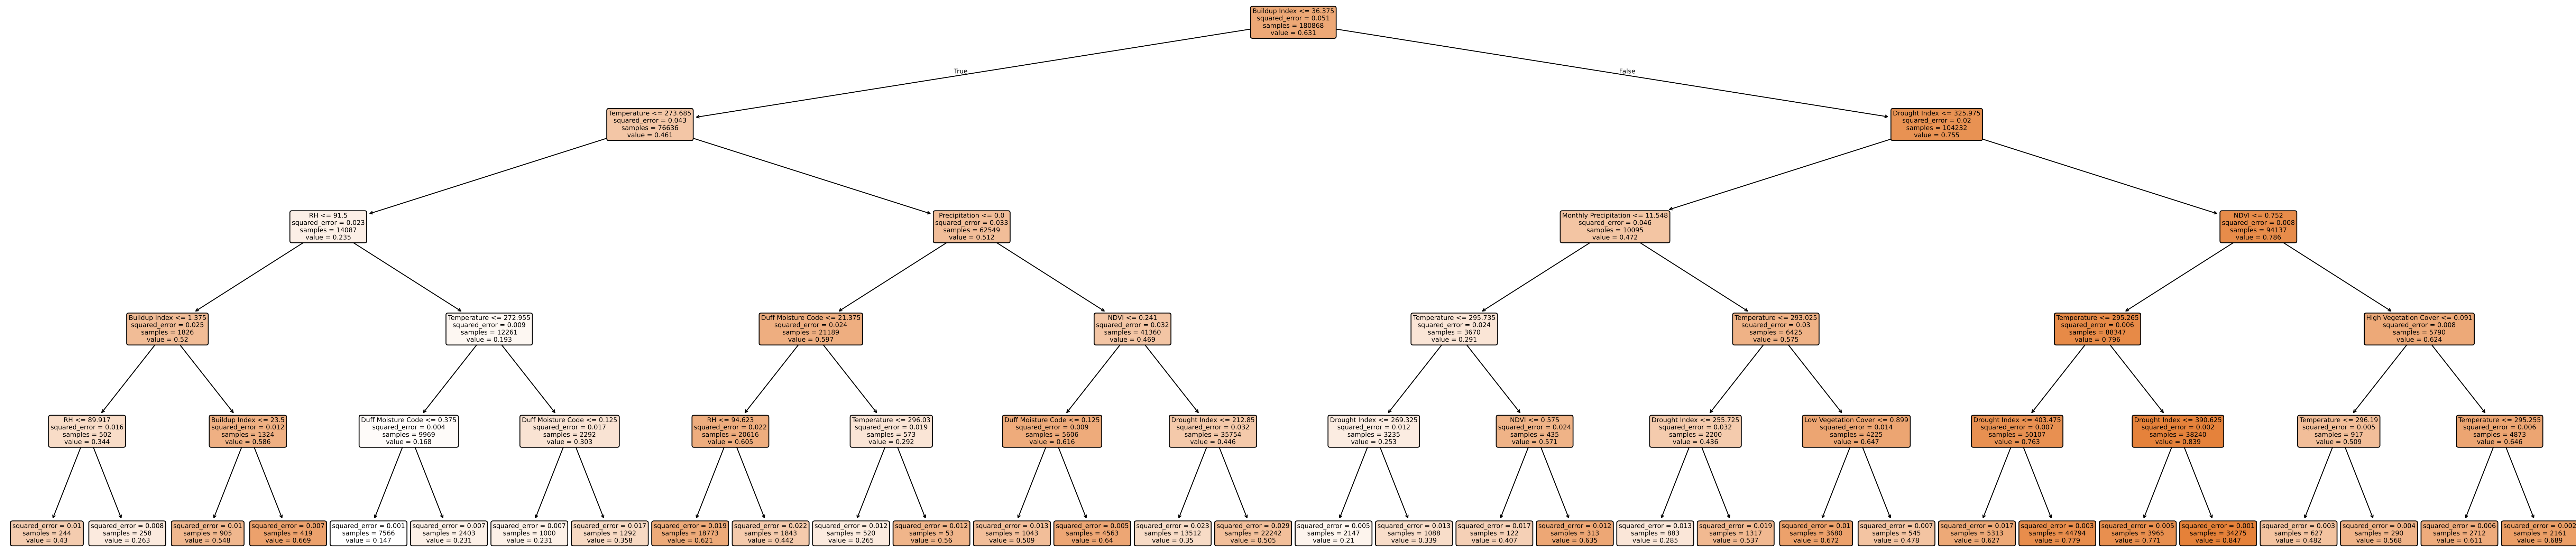 Buildup Index <= 36.375
squared_error = 0.051
samples = 180868
value = 0.631
True
False
Temperature <= 273.685
squared_error = 0.043
samples = 76636
value = 0.461
Drought Index <= 325.975
squared_error = 0.02
samples = 104232
value = 0.755
RH <= 91.5
squared_error = 0.023
samples = 14087
value = 0.235
Precipitation <= 0.0
squared_error = 0.033
samples = 62549
value = 0.512
Monthly Precipitation <= 11.548
squared_error = 0.046
samples = 10095
value = 0.472
NDVI <= 0.752
squared_error = 0.008
samples = 94137
value = 0.786
Buildup Index <= 1.375
squared_error = 0.025
samples = 1826
value = 0.52
Temperature <= 272.955
squared_error = 0.009
samples = 12261
value = 0.193
Duff Moisture Code <= 21.375
squared_error = 0.024
samples = 21189
value = 0.597
NDVI <= 0.241
squared_error = 0.032
samples = 41360
value = 0.469
Temperature <= 295.735
squared_error = 0.024
samples = 3670
value = 0.291
Temperature <= 293.025
squared_error = 0.03
samples = 6425
value = 0.575
Temperature <= 295.265
squared_error = 0.006
samples = 88347
value = 0.796
High Vegetation Cover <= 0.091
squared_error = 0.008
samples = 5790
value = 0.624
RH <= 89.917
squared_error = 0.016
samples = 502
value = 0.344
Buildup Index <= 23.5
squared_error = 0.012
samples = 1324
value = 0.586
Duff Moisture Code <= 0.375
squared_error = 0.004
samples = 9969
value = 0.168
Duff Moisture Code <= 0.125
squared_error = 0.017
samples = 2292
value = 0.303
RH <= 94.623
squared_error = 0.022
samples = 20616
value = 0.605
Temperature <= 296.03
squared_error = 0.019
samples = 573
value = 0.292
Duff Moisture Code <= 0.125
squared_error = 0.009
samples = 5606
value = 0.616
Drought Index <= 212.85
squared_error = 0.032
samples = 35754
value = 0.446
Drought Index <= 269.325
squared_error = 0.012
samples = 3235
value = 0.253
NDVI <= 0.575
squared_error = 0.024
samples = 435
value = 0.571
Drought Index <= 255.725
squared_error = 0.032
samples = 2200
value = 0.436
Low Vegetation Cover <= 0.899
squared_error = 0.014
samples = 4225
value = 0.647
Drought Index <= 403.475
squared_error = 0.007
samples = 50107
value = 0.763
Drought Index <= 390.625
squared_error = 0.002
samples = 38240
value = 0.839
Temperature <= 296.19
squared_error = 0.005
samples = 917
value = 0.509
Temperature <= 295.255
squared_error = 0.006
samples = 4873
value = 0.646
squared_error = 0.01
samples = 244
value = 0.43
squared_error = 0.008
samples = 258
value = 0.263
squared_error = 0.01
samples = 905
value = 0.548
squared_error = 0.007
samples = 419
value = 0.669
squared_error = 0.001
samples = 7566
value = 0.147
squared_error = 0.007
samples = 2403
value = 0.231
squared_error = 0.007
samples = 1000
value = 0.231
squared_error = 0.017
samples = 1292
value = 0.358
squared_error = 0.019
samples = 18773
value = 0.621
squared_error = 0.022
samples = 1843
value = 0.442
squared_error = 0.012
samples = 520
value = 0.265
squared_error = 0.012
samples = 53
value = 0.56
squared_error = 0.013
samples = 1043
value = 0.509
squared_error = 0.005
samples = 4563
value = 0.64
squared_error = 0.023
samples = 13512
value = 0.35
squared_error = 0.029
samples = 22242
value = 0.505
squared_error = 0.005
samples = 2147
value = 0.21
squared_error = 0.013
samples = 1088
value = 0.339
squared_error = 0.017
samples = 122
value = 0.407
squared_error = 0.012
samples = 313
value = 0.635
squared_error = 0.013
samples = 883
value = 0.285
squared_error = 0.019
samples = 1317
value = 0.537
squared_error = 0.01
samples = 3680
value = 0.672
squared_error = 0.007
samples = 545
value = 0.478
squared_error = 0.017
samples = 5313
value = 0.627
squared_error = 0.003
samples = 44794
value = 0.779
squared_error = 0.005
samples = 3965
value = 0.771
squared_error = 0.001
samples = 34275
value = 0.847
squared_error = 0.003
samples = 627
value = 0.482
squared_error = 0.004
samples = 290
value = 0.568
squared_error = 0.006
samples = 2712
value = 0.611
squared_error = 0.002
samples = 2161
value = 0.689